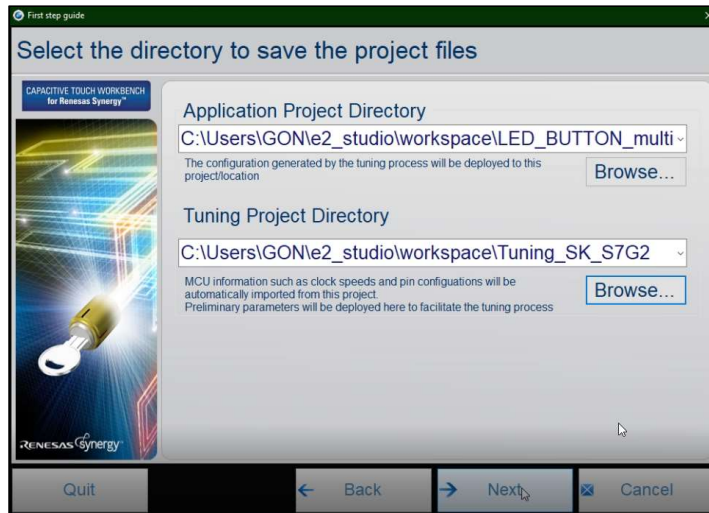 First step guide
Select the directory to save the project files
CAPACITIVE TOUCH WORKBENCH
for Renesas Synergy™
Application Project Directory
C:\Users\GON\e2_studio\workspace\LED_BUTTON_multi
The configuration generated by the tuning process will be deployed to this
project/location
Browse...
Tuning Project Directory
C:\Users\GON\e2_studio\workspace\Tuning_SK_S7G2
MCU information such as clock speeds and pin configuations will be
automatically imported from this project.
Preliminary parameters will be deployed here to facilitate the tuning process
Browse...
RENESAS Synergy
Quit
Back
Next
Cancel